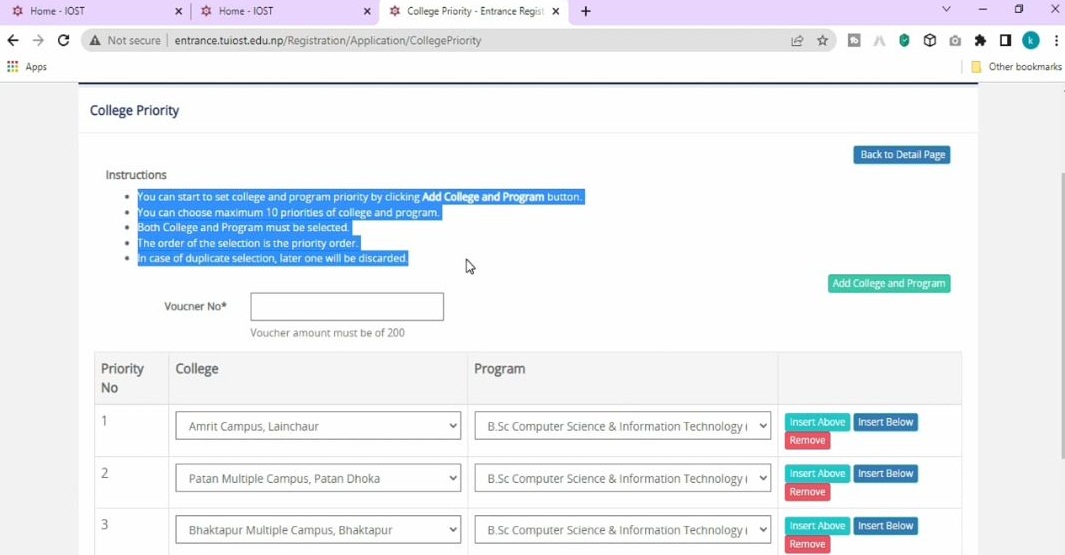 Home - IOST
Home - IOST
College Priority - Entrance Regist
Not secure | entrance.tuiost.edu.np/Registration/Application/CollegePriority
k
Apps
Other bookmarks
College Priority
Back to Detail Page
Instructions
You can start to set college and program priority by clicking Add College and Program button.
You can choose maximum 10 priorities of college and program.
Both College and Program must be selected.
The order of the selection is the priority order.
In case of duplicate selection, later one will be discarded.
Add College and Program
Voucner No*
Voucher amount must be of 200
Priority No College Program
1 Amrit Campus, Lainchaur B.Sc Computer Science & Information Technology ( Insert Above Insert Below
Remove
2 Patan Multiple Campus, Patan Dhoka B.Sc Computer Science & Information Technology ( Insert Above Insert Below
Remove
3 Bhaktapur Multiple Campus, Bhaktapur B.Sc Computer Science & Information Technology ( Insert Above Insert Below
Remove